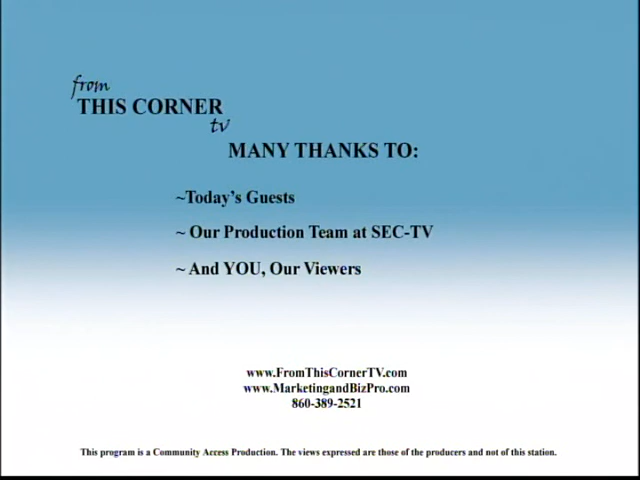 from
THIS CORNER
tv
MANY THANKS TO:
~Today's Guests
~ Our Production Team at SEC-TV
~ And YOU, Our Viewers
www.FromThisCornerTV.com
www.MarketingandBizPro.com
860-389-2521
This program is a Community Access Production. The views expressed are those of the producers and not of this station.